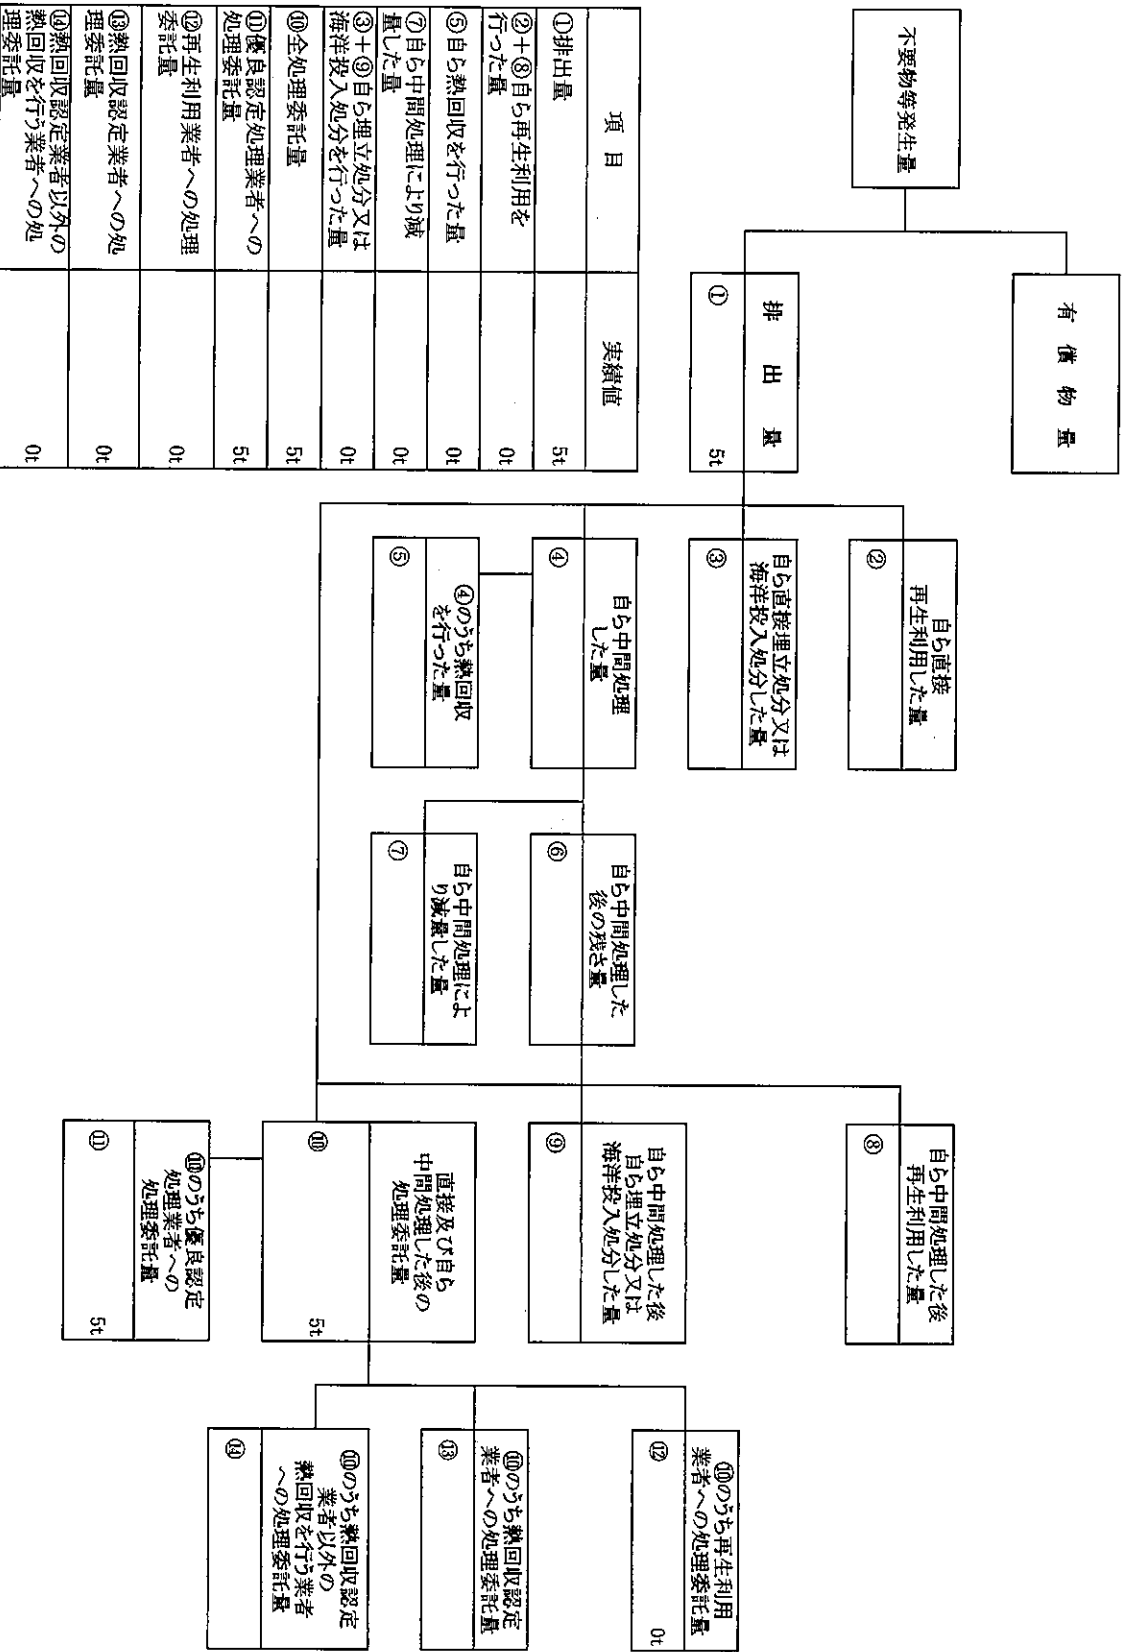 不要物等発生量
有償物量
排出量
①
5t
自ら直接
再生利用した量
②
自ら直接埋立処分又は
海洋投入処分した量
③
自ら中間処理
した量
④
④のうち熱回収
を行った量
⑤
自ら中間処理した
後の残さ量
⑥
自ら中間処理によ
り減量した量
⑦
自ら中間処理した後
再生利用した量
⑧
自ら中間処理した後
自ら埋立処分又は
海洋投入処分した量
⑨
直接及び自ら
中間処理した後の
処理委託量
⑩
5t
⑩のうち優良認定
処理業者への
処理委託量
⑪
5t
⑩のうち再生利用
業者への処理委託量
⑫
0t
⑩のうち熱回収認定
業者への処理委託量
⑬
⑩のうち熱回収認定
業者以外の
熱回収を行う業者
への処理委託量
⑭
項目 実績値
①排出量 5t
②+⑧自ら再生利用を
行った量 0t
⑤自ら熱回収を行った量 0t
⑦自ら中間処理により減
量した量 0t
③+⑨自ら埋立処分又は
海洋投入処分を行った量 0t
⑩全処理委託量 5t
⑪優良認定処理業者への
処理委託量 5t
⑫再生利用業者への処理
委託量 0t
⑬熱回収認定業者への処
理委託量 0t
⑭熱回収認定業者以外の
熱回収を行う業者への処
理委託量 0t